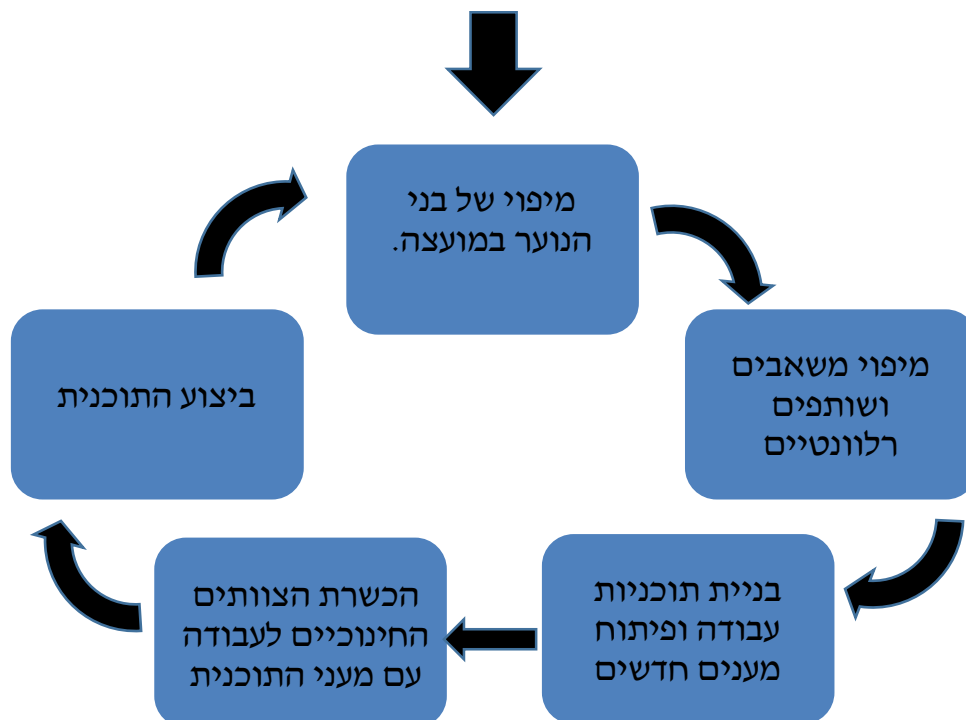 מיפוי של בני
הנוער במועצה.
מיפוי משאבים
ושותפים
רלוונטיים
בניית תוכניות
עבודה ופיתוח
מענים חדשים
הכשרת הצוותים
החינוכיים לעבודה
עם מעני התוכנית
ביצוע התוכנית